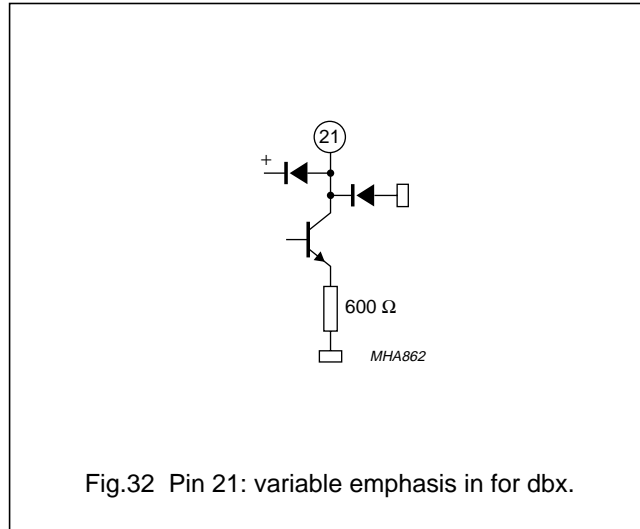 21
+
600 Ω
MHA862
Fig.32 Pin 21: variable emphasis in for dbx.